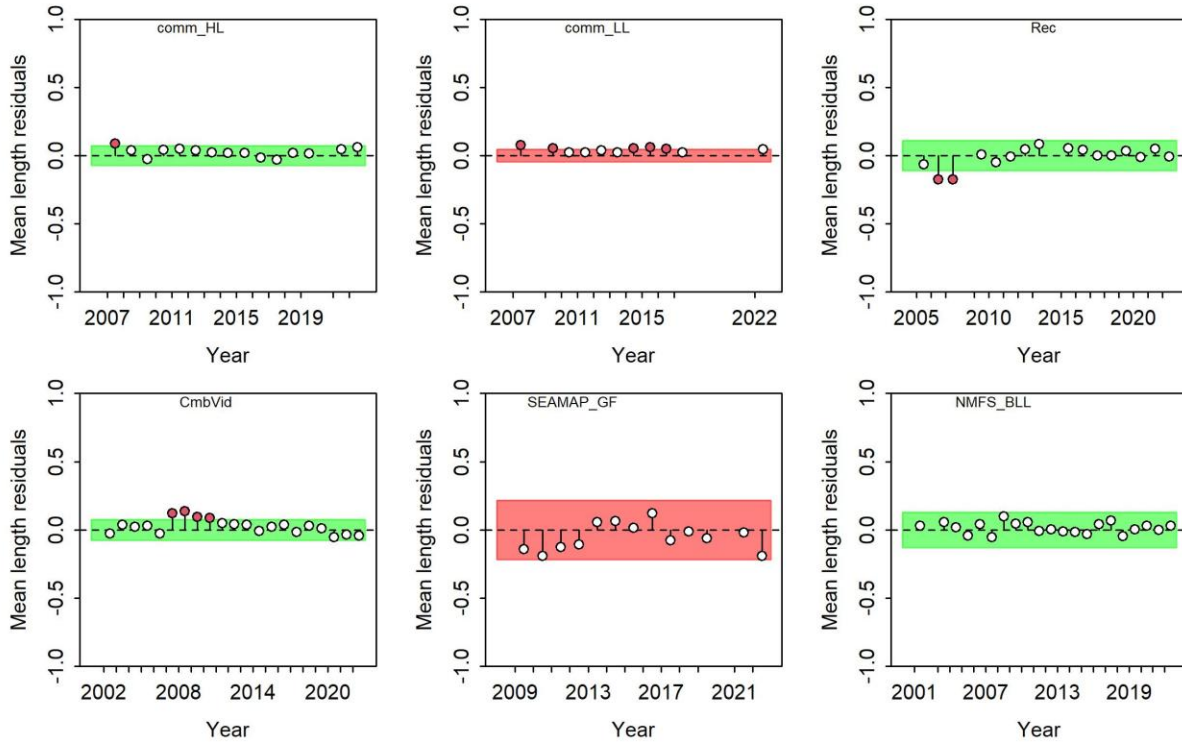 comm_HL
Mean length residuals
1.0
0.5
0.0
-0.5
-1.0
2007 2011 2015 2019
Year
comm_LL
Mean length residuals
1.0
0.5
0.0
-0.5
-1.0
2007 2011 2015 2022
Year
Rec
Mean length residuals
1.0
0.5
0.0
-0.5
-1.0
2005 2010 2015 2020
Year
CmbVid
Mean length residuals
1.0
0.5
0.0
-0.5
-1.0
2002 2008 2014 2020
Year
SEAMAP_GF
Mean length residuals
1.0
0.5
0.0
-0.5
-1.0
2009 2013 2017 2021
Year
NMFS_BLL
Mean length residuals
1.0
0.5
0.0
-0.5
-1.0
2001 2007 2013 2019
Year